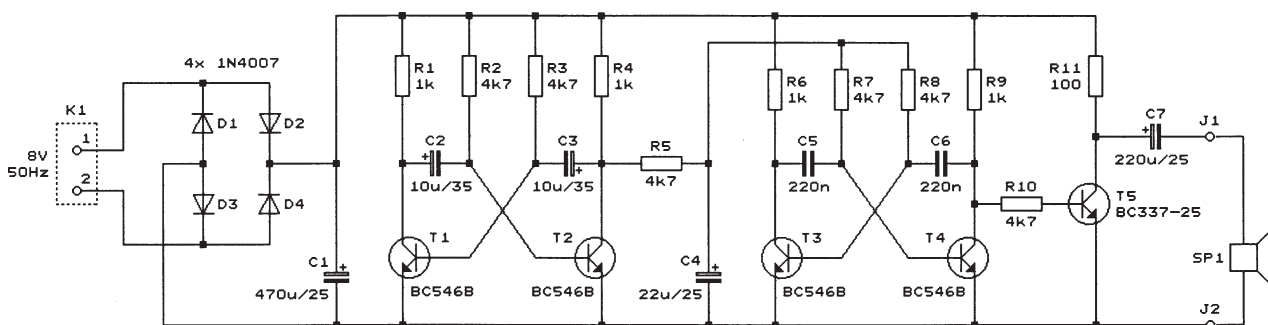 4x 1N4007
K1
1
8V
50Hz
2
D1
D2
D3
D4
C1
+
470u/25
R1
1k
R2
4k7
R3
4k7
R4
1k
C2
+
10u/35
C3
+
10u/35
T1
BC546B
T2
BC546B
R5
4k7
C4
+
22u/25
R6
1k
R7
4k7
R8
4k7
R9
1k
C5
220n
C6
220n
T3
BC546B
T4
BC546B
R10
4k7
R11
100
T5
BC337-25
C7
+
220u/25
J1
J2
SP1